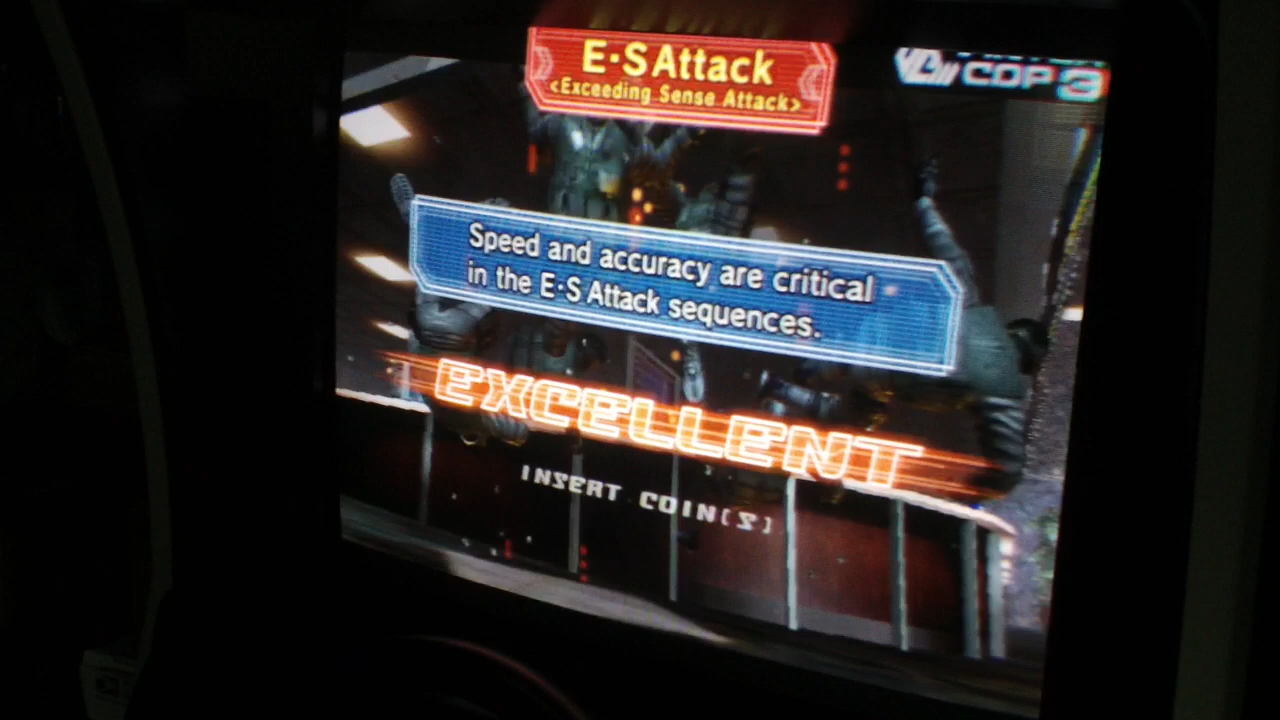 E·S Attack
<Exceeding Sense Attack>
COP 3
Speed and accuracy are critical
in the E·S Attack sequences.
EXCELLENT
INSERT COIN(S)